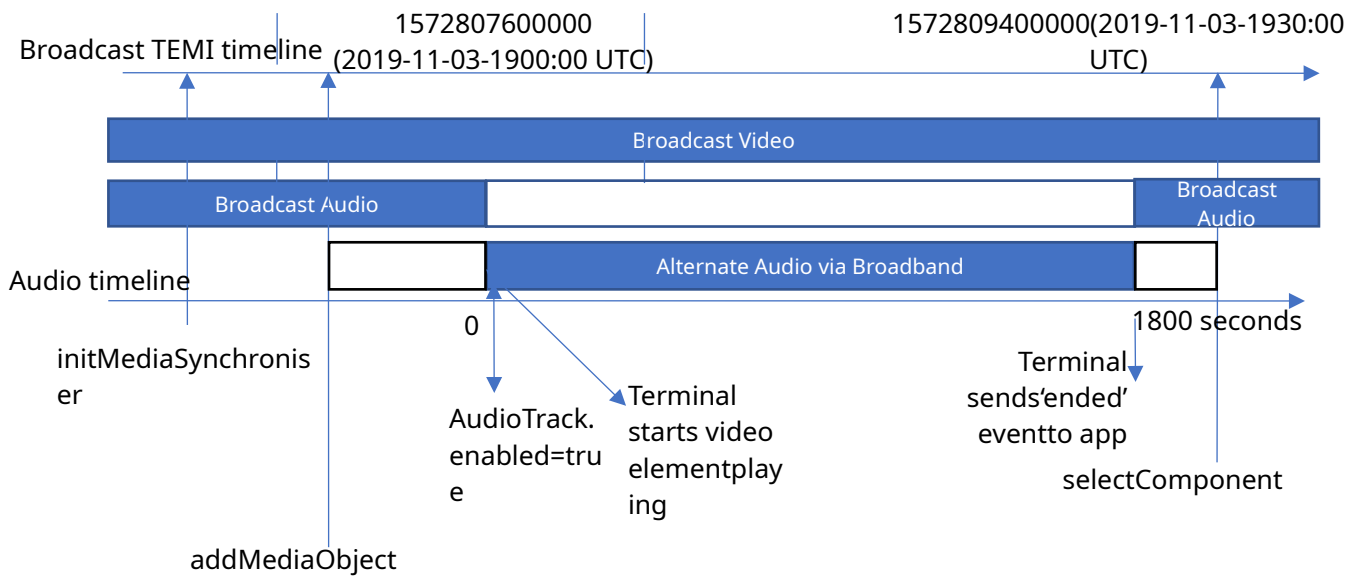 1572807600000
(2019-11-03-1900:00 UTC)
1572809400000(2019-11-03-1930:00
UTC)
Broadcast TEMI timeline
Broadcast Video
Broadcast Audio
Broadcast
Audio
Alternate Audio via Broadband
Audio timeline
0
1800 seconds
initMediaSynchronis
er
AudioTrack.
enabled=tru
e
Terminal
starts video
elementplay
ing
Terminal
sends‘ended’
eventto app
selectComponent
addMediaObject